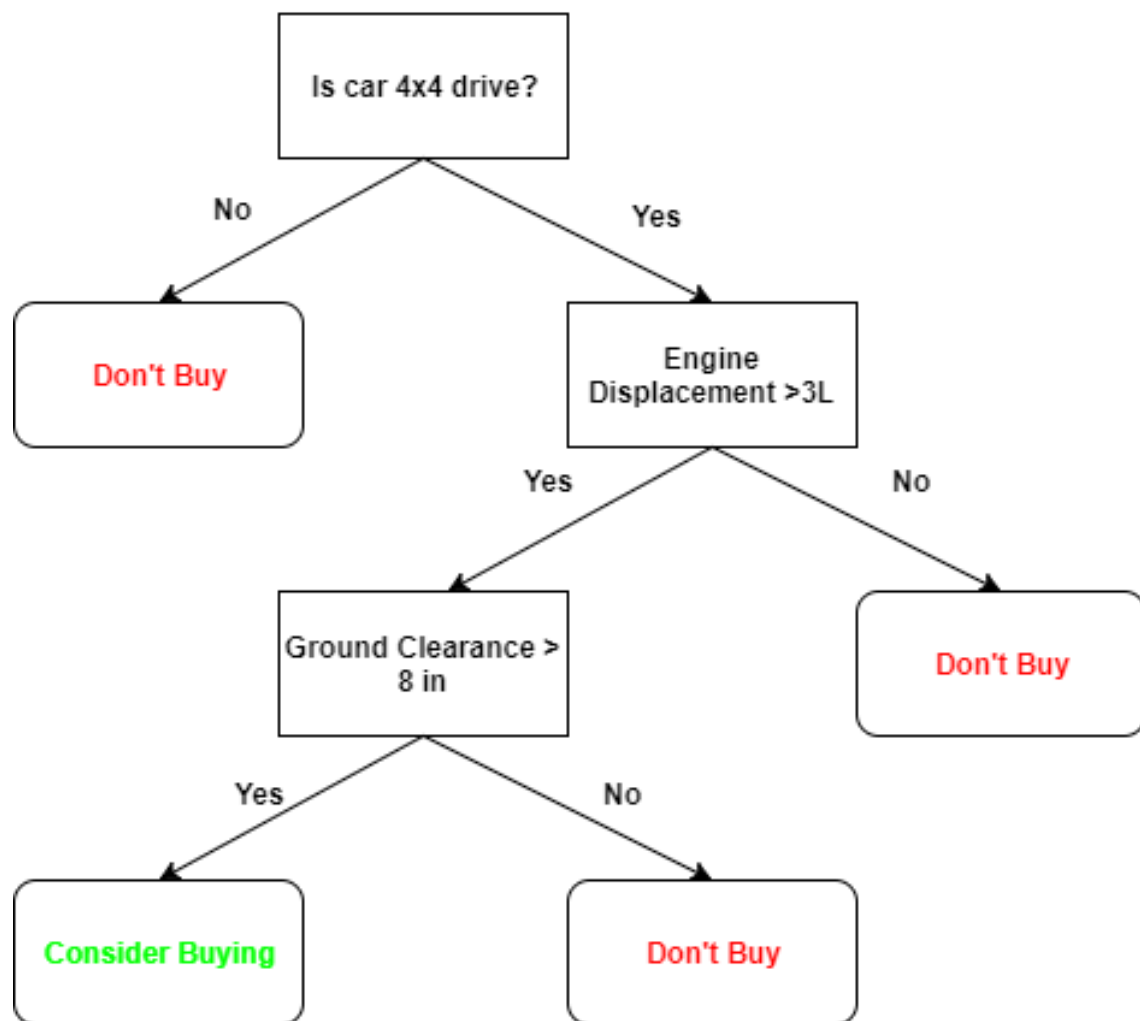 Is car 4x4 drive?
No
Yes
Don't Buy
Engine
Displacement >3L
Yes
No
Ground Clearance >
8 in
Don't Buy
Yes
No
Consider Buying
Don't Buy